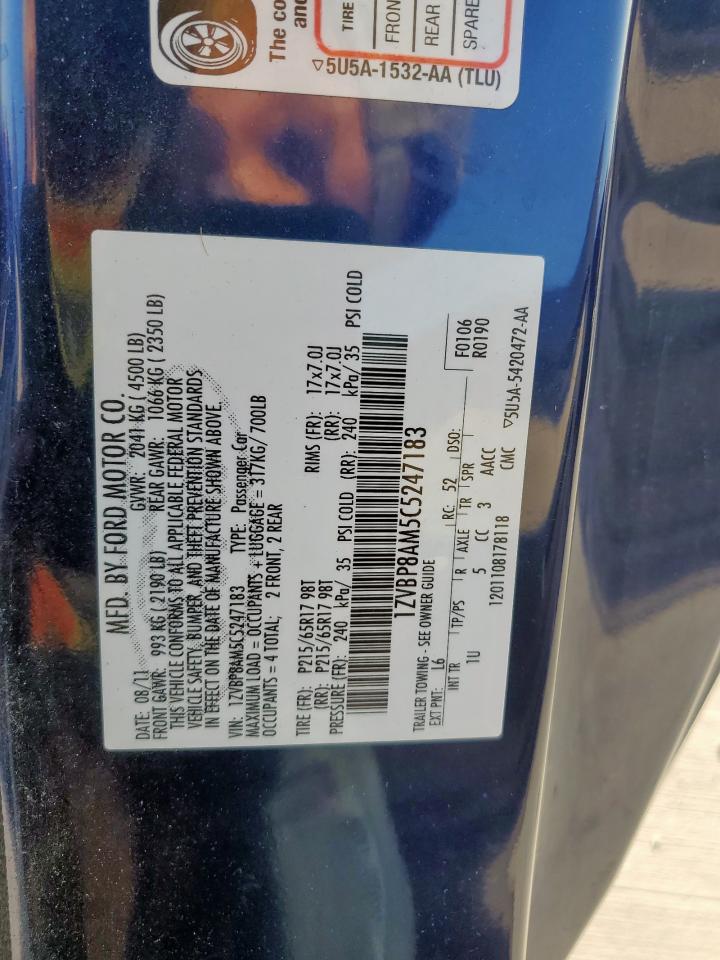 The co
and
TIRE
FRON
REAR
SPARE
▽5U5A-1532-AA (TLU)
MFD. BY FORD MOTOR CO.
DATE: 08/11 GVWR: 2041 KG ( 4500 LB)
FRONT GAWR: 993 KG ( 2190 LB) REAR GAWR: 1066 KG ( 2350 LB)
THIS VEHICLE CONFORMS TO ALL APPLICABLE FEDERAL MOTOR
VEHICLE SAFETY, BUMPER, AND THEFT PREVENTION STANDARDS
IN EFFECT ON THE DATE OF MANUFACTURE SHOWN ABOVE.
VIN: 1ZVBP8AM5C5247183 TYPE: Passenger Car
MAXIMUM LOAD = OCCUPANTS + LUGGAGE = 317KG/ 700LB
OCCUPANTS = 4 TOTAL; 2 FRONT, 2 REAR
TIRE (FR): P215/65R17 98T RIMS (FR): 17x7.0J
(RR): P215/65R17 98T (RR): 17x7.0J
PRESSURE (FR): 240 kPa/ 35 PSI COLD (RR): 240 kPa/ 35 PSI COLD
1ZVBP8AM5C5247183
TRAILER TOWING - SEE OWNER GUIDE F0106
R0190
EXT PNT: L6 RC: 52 DSO:
INT TR TP/PS R AXLE TR SPR
1U 5 CC 3 AACC
1201108178118 CMC ▽5U5A-5420472-AA